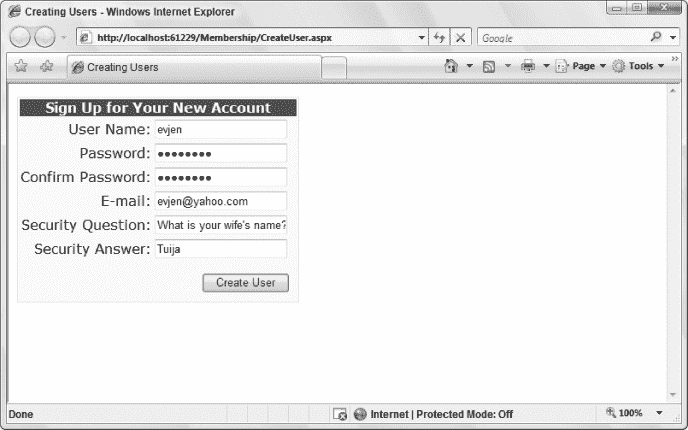 Creating Users - Windows Internet Explorer
http://localhost:61229/Membership/CreateUser.aspx
Google
Creating Users
Page
Tools
Sign Up for Your New Account
User Name: evjen
Password: ●●●●●●●●
Confirm Password: ●●●●●●●●
E-mail: evjen@yahoo.com
Security Question: What is your wife's name?
Security Answer: Tuija
Create User
Done
Internet | Protected Mode: Off
100%